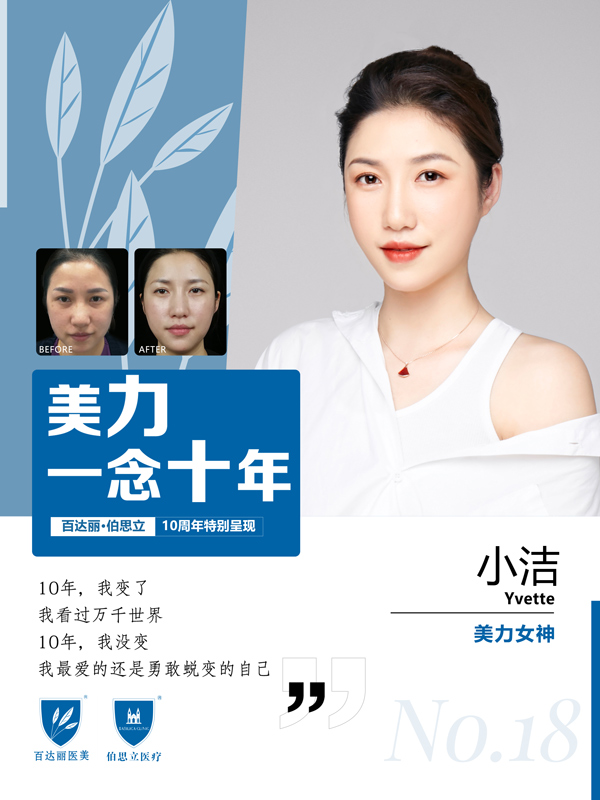 BEFORE
AFTER
美力
一念十年
百达丽·伯思立 10周年特别呈现
小洁
Yvette
美力女神
10年，我变了
我看过万千世界
10年，我没变
我最爱的还是勇敢蜕变的自己
百达丽医美
伯思立医疗
No.18